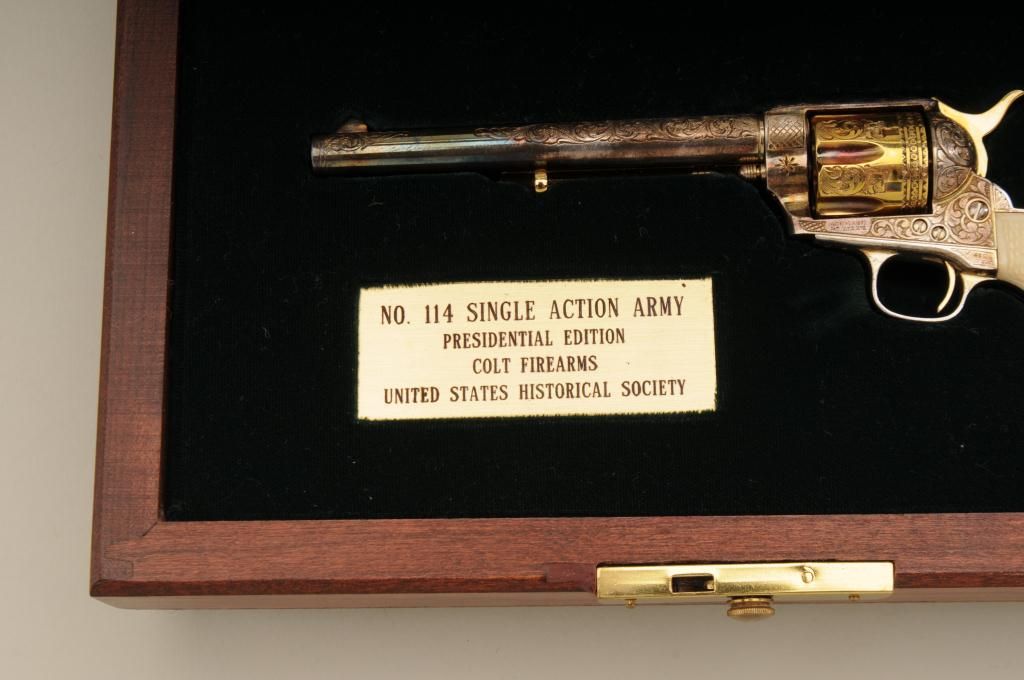 NO. 114 SINGLE ACTION ARMY
PRESIDENTIAL EDITION
COLT FIREARMS
UNITED STATES HISTORICAL SOCIETY